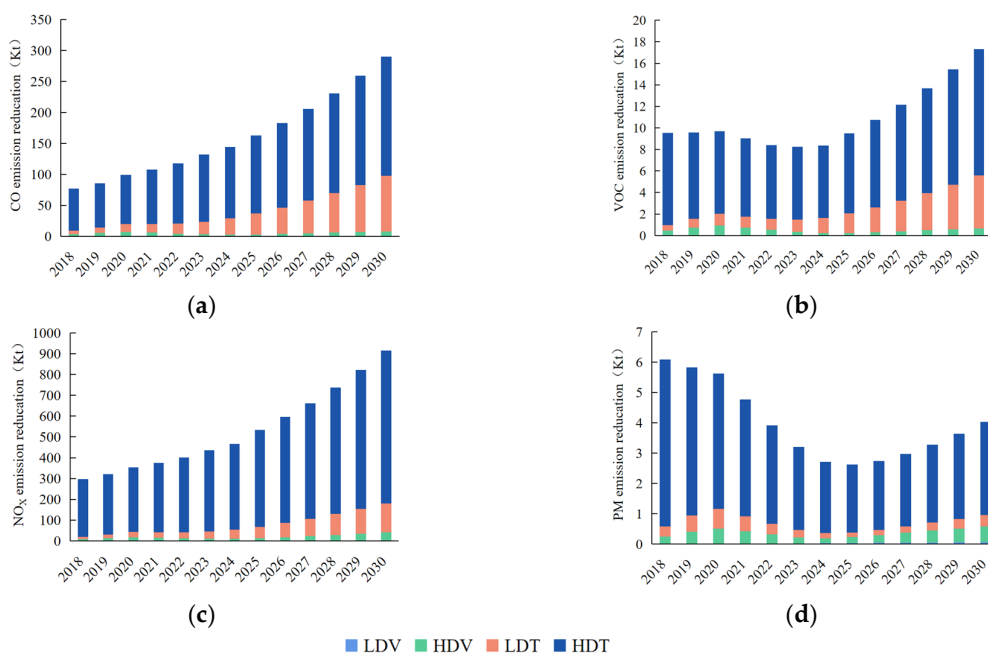 CO emission reducation（Kt）
350
300
250
200
150
100
50
0
2018 2019 2020 2021 2022 2023 2024 2025 2026 2027 2028 2029 2030
(a)
VOC emission reducation（Kt）
20
18
16
14
12
10
8
6
4
2
0
2018 2019 2020 2021 2022 2023 2024 2025 2026 2027 2028 2029 2030
(b)
NOX emission reducation（Kt）
1000
900
800
700
600
500
400
300
200
100
0
2018 2019 2020 2021 2022 2023 2024 2025 2026 2027 2028 2029 2030
(c)
PM emission reducation（Kt）
7
6
5
4
3
2
1
0
2018 2019 2020 2021 2022 2023 2024 2025 2026 2027 2028 2029 2030
(d)
LDV HDV LDT HDT